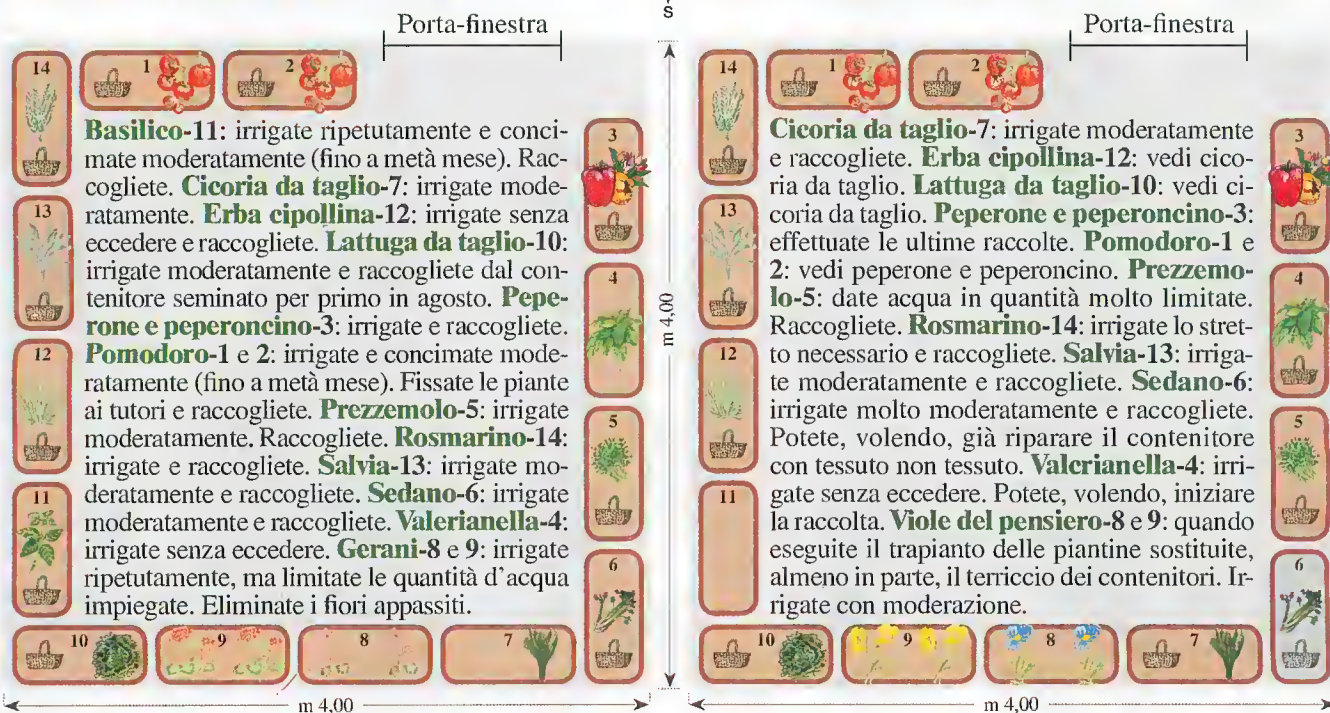 Porta-finestra
14
1
2
3
13
4
12
5
11
6
10
9
8
7
Basilico-11: irrigate ripetutamente e conci-
mate moderatamente (fino a metà mese). Rac-
cogliete. Cicoria da taglio-7: irrigate mode-
ratamente. Erba cipollina-12: irrigate senza
eccedere e raccogliete. Lattuga da taglio-10:
irrigate moderatamente e raccogliete dal con-
tenitore seminato per primo in agosto. Pepe-
rone e peperoncino-3: irrigate e raccogliete.
Pomodoro-1 e 2: irrigate e concimate mode-
ratamente (fino a metà mese). Fissate le piante
ai tutori e raccogliete. Prezzemolo-5: irrigate
moderatamente. Raccogliete. Rosmarino-14:
irrigate e raccogliete. Salvia-13: irrigate mo-
deratamente e raccogliete. Sedano-6: irrigate
moderatamente e raccogliete. Valerianella-4:
irrigate senza eccedere. Gerani-8 e 9: irrigate
ripetutamente, ma limitate le quantità d'acqua
impiegate. Eliminate i fiori appassiti.
m 4,00
s
m 4,00
Porta-finestra
14
1
2
3
13
4
12
5
11
6
10
9
8
7
Cicoria da taglio-7: irrigate moderatamente
e raccogliete. Erba cipollina-12: vedi cico-
ria da taglio. Lattuga da taglio-10: vedi ci-
coria da taglio. Peperone e peperoncino-3:
effettuate le ultime raccolte. Pomodoro-1 e
2: vedi peperone e peperoncino. Prezzemo-
lo-5: date acqua in quantità molto limitate.
Raccogliete. Rosmarino-14: irrigate lo stret-
to necessario e raccogliete. Salvia-13: irriga-
te moderatamente e raccogliete. Sedano-6:
irrigate molto moderatamente e raccogliete.
Potete, volendo, già riparare il contenitore
con tessuto non tessuto. Valerianella-4: irri-
gate senza eccedere. Potete, volendo, iniziare
la raccolta. Viole del pensiero-8 e 9: quando
eseguite il trapianto delle piantine sostituite,
almeno in parte, il terriccio dei contenitori. Ir-
rigate con moderazione.
m 4,00